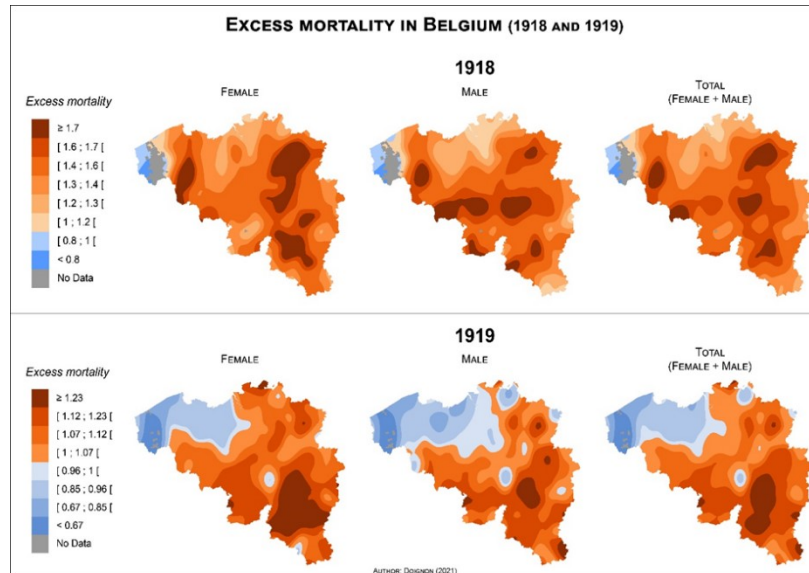 EXCESS MORTALITY IN BELGIUM (1918 AND 1919)
1918
Excess mortality
FEMALE
MALE
TOTAL
(FEMALE + MALE)
≥ 1.7
[ 1.6 ; 1.7 [
[ 1.4 ; 1.6 [
[ 1.3 ; 1.4 [
[ 1.2 ; 1.3 [
[ 1 ; 1.2 [
[ 0.8 ; 1 [
< 0.8
No Data
1919
Excess mortality
FEMALE
MALE
TOTAL
(FEMALE + MALE)
≥ 1.23
[ 1.12 ; 1.23 [
[ 1.07 ; 1.12 [
[ 1 ; 1.07 [
[ 0.96 ; 1 [
[ 0.85 ; 0.96 [
[ 0.67 ; 0.85 [
< 0.67
No Data
AUTHOR: DOIGNON (2021)